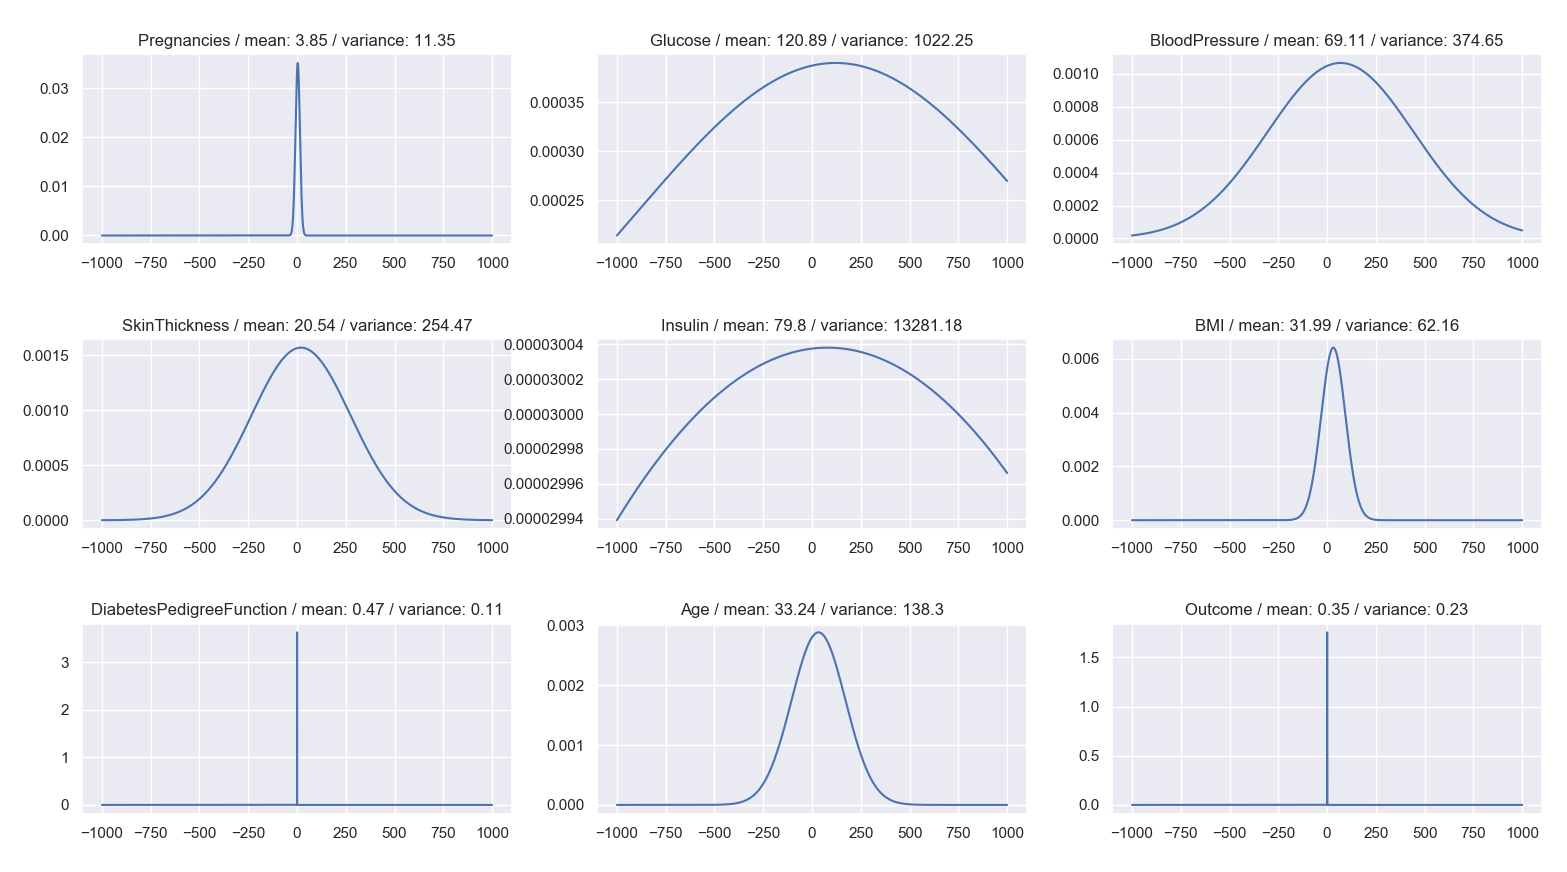 Pregnancies / mean: 3.85 / variance: 11.35
0.03
0.02
0.01
0.00
−1000 −750 −500 −250 0 250 500 750 1000
Glucose / mean: 120.89 / variance: 1022.25
0.00035
0.00030
0.00025
−1000 −750 −500 −250 0 250 500 750 1000
BloodPressure / mean: 69.11 / variance: 374.65
0.0010
0.0008
0.0006
0.0004
0.0002
0.0000
−1000 −750 −500 −250 0 250 500 750 1000
SkinThickness / mean: 20.54 / variance: 254.47
0.0015
0.0010
0.0005
0.0000
−1000 −750 −500 −250 0 250 500 750 1000
Insulin / mean: 79.8 / variance: 13281.18
0.00003004
0.00003002
0.00003000
0.00002998
0.00002996
0.00002994
−1000 −750 −500 −250 0 250 500 750 1000
BMI / mean: 31.99 / variance: 62.16
0.006
0.004
0.002
0.000
−1000 −750 −500 −250 0 250 500 750 1000
DiabetesPedigreeFunction / mean: 0.47 / variance: 0.11
3
2
1
0
−1000 −750 −500 −250 0 250 500 750 1000
Age / mean: 33.24 / variance: 138.3
0.003
0.002
0.001
0.000
−1000 −750 −500 −250 0 250 500 750 1000
Outcome / mean: 0.35 / variance: 0.23
1.5
1.0
0.5
0.0
−1000 −750 −500 −250 0 250 500 750 1000